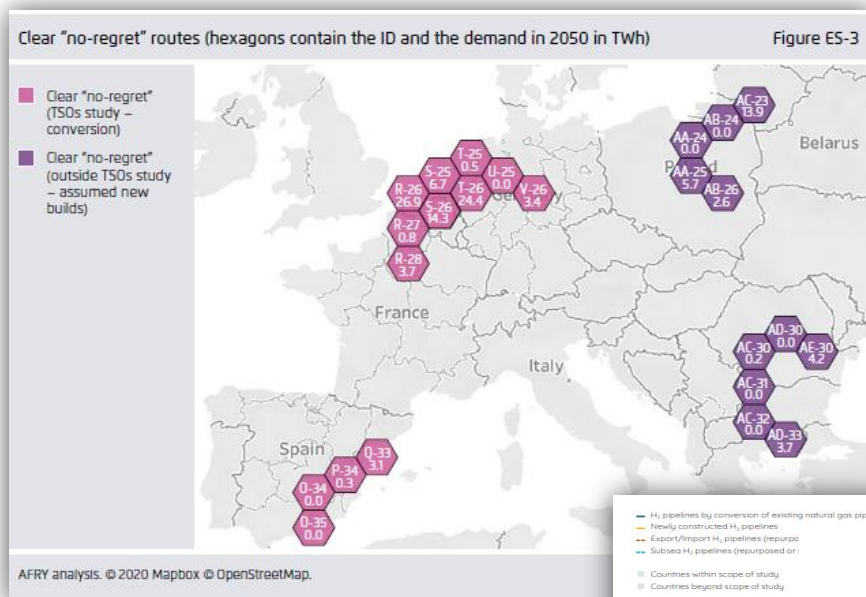 Clear "no-regret" routes (hexagons contain the ID and the demand in 2050 in TWh)
Figure ES-3
Clear "no-regret"
(TSOs study –
conversion)
Clear "no-regret"
(outside TSOs study
– assumed new
builds)
AC-23
13.9
AB-24
0.0
AA-24
0.0
Belarus
AA-25
5.7
AB-26
2.6
T-25
0.5
S-25
6.7
U-25
0.0
R-26
26.9
T-26
24.4
V-26
3.4
S-26
14.3
R-27
0.8
R-28
3.7
France
AD-30
0.0
AC-30
0.2
AE-30
4.2
Italy
AC-31
0.0
AC-32
0.0
AD-33
3.7
Spain
Q-33
3.1
P-34
0.3
O-34
0.0
O-35
0.0
H₂ pipelines by conversion of existing natural gas pip
Newly constructed H₂ pipelines
Export/Import H₂ pipelines (repurpo
Subsea H₂ pipelines (repurposed or
Countries within scope of study
Countries beyond scope of study
AFRY analysis. © 2020 Mapbox © OpenStreetMap.